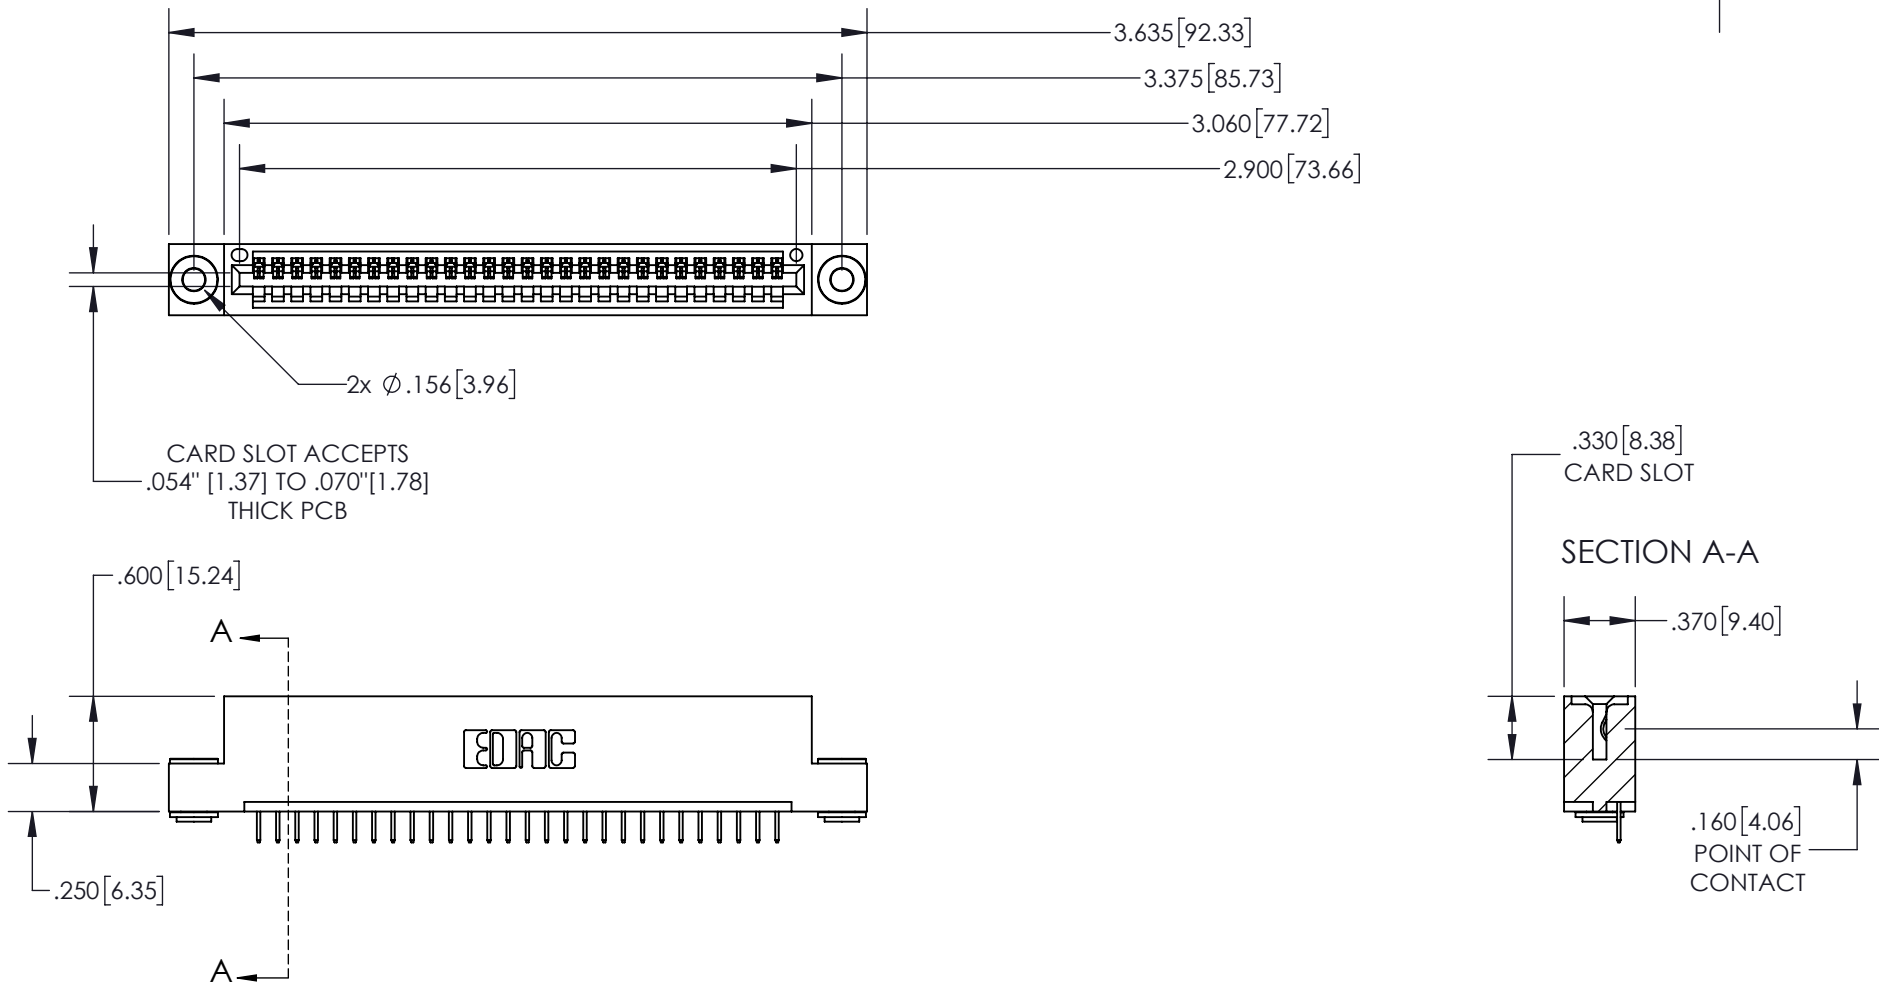 3.635[92.33]
3.375[85.73]
3.060[77.72]
2.900[73.66]
2x ∅.156[3.96]
CARD SLOT ACCEPTS
.054" [1.37] TO .070"[1.78]
THICK PCB
.330[8.38]
CARD SLOT
SECTION A-A
.600[15.24]
.370[9.40]
A
EDAC
.160[4.06]
POINT OF
CONTACT
.250[6.35]
A